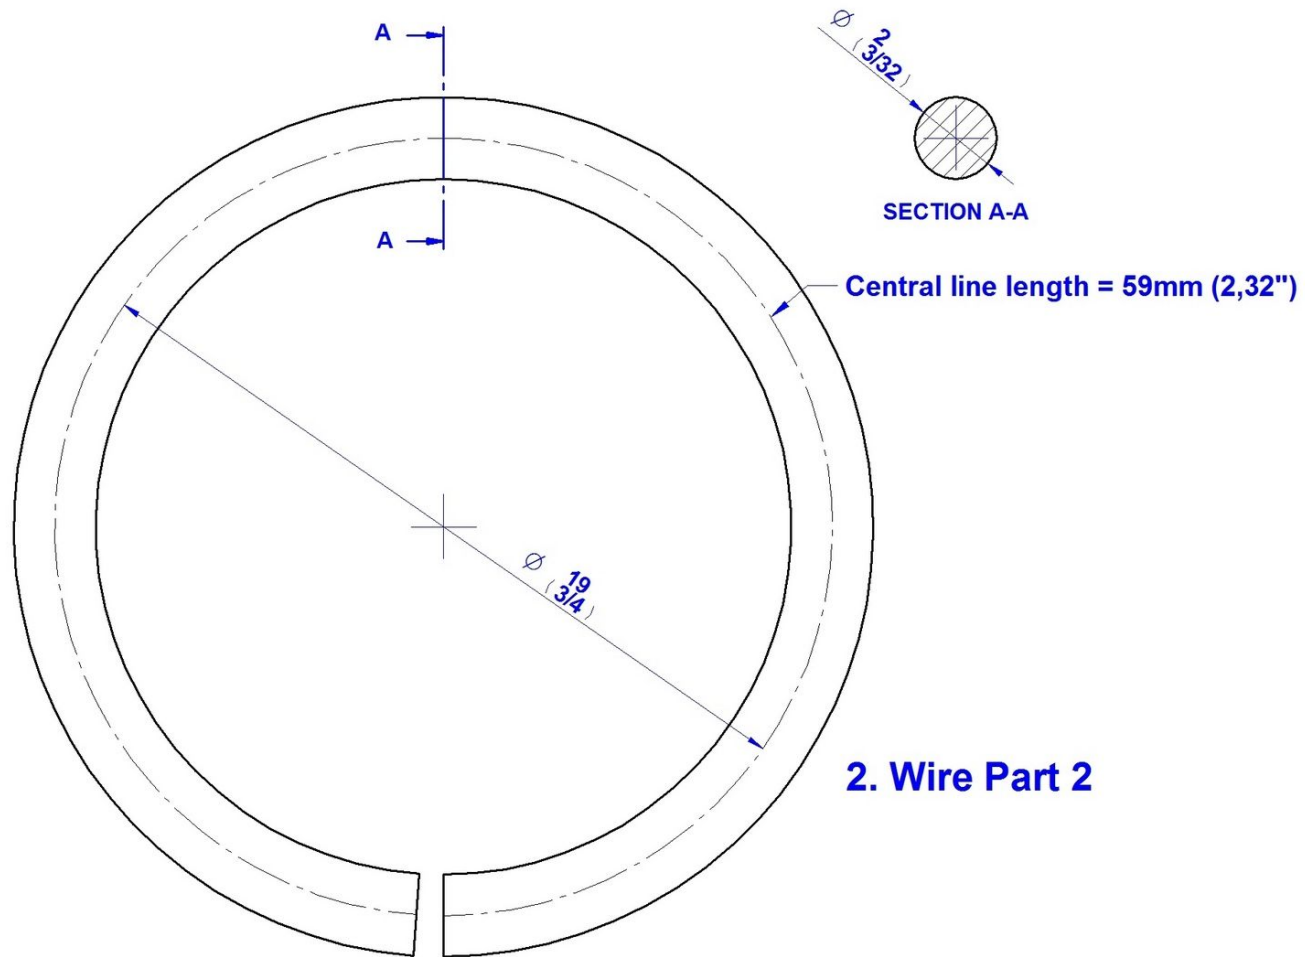 A
A
Ø 2
(3/32)
SECTION A-A
Central line length = 59mm (2,32")
Ø 19
(3/4)
2. Wire Part 2